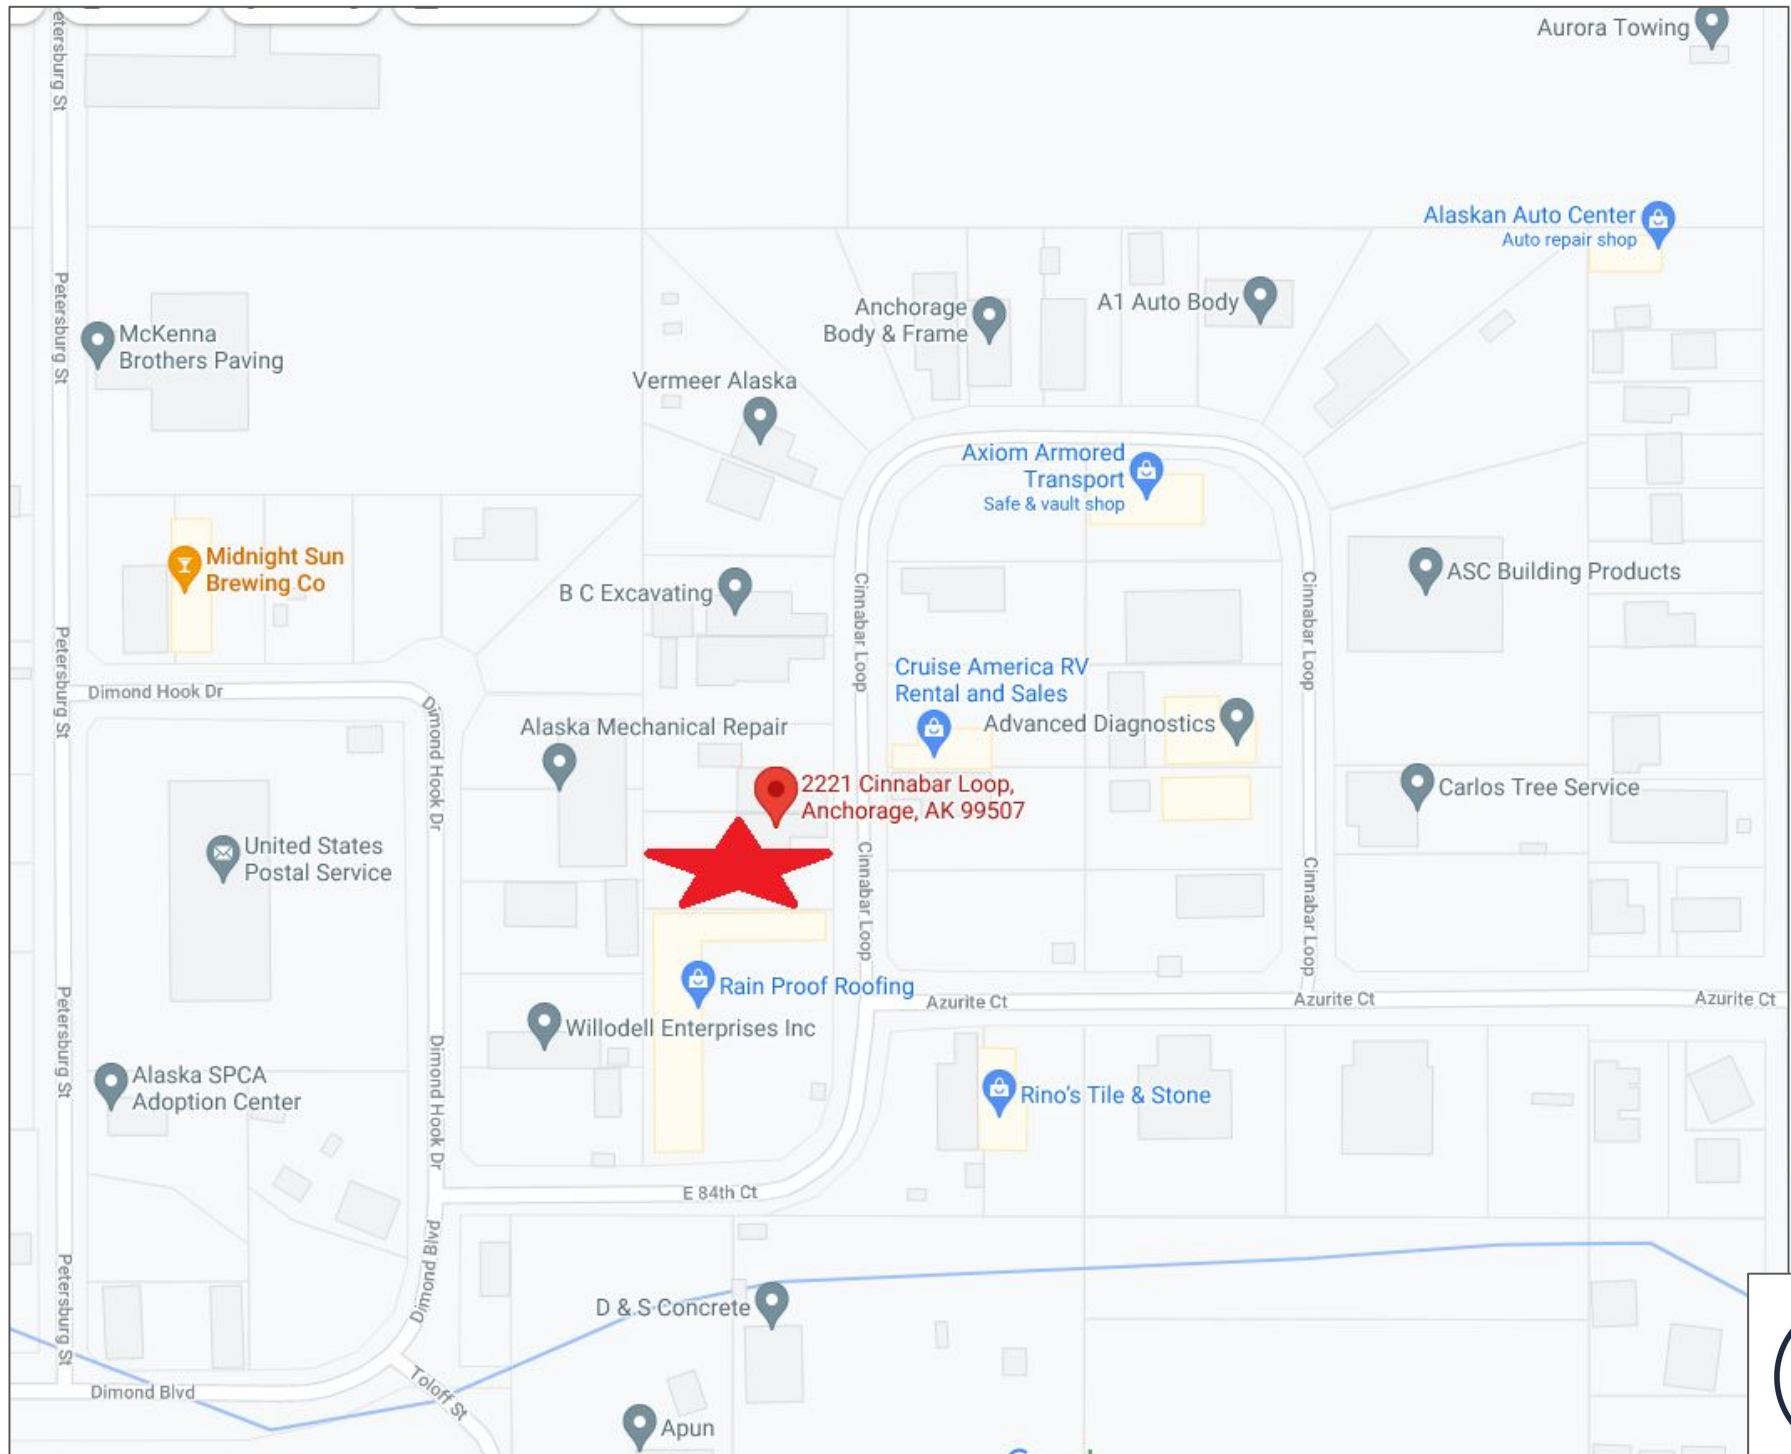 Aurora Towing
etersburg St
Alaskan Auto Center
Auto repair shop
Petersburg St
McKenna
Brothers Paving
Anchorage
Body & Frame
A1 Auto Body
Vermeer Alaska
Axiom Armored
Transport
Safe & vault shop
Midnight Sun
Brewing Co
B C Excavating
Cinnabar Loop
Cinnabar Loop
ASC Building Products
Petersburg St
Dimond Hook Dr
Dimond Hook Dr
Cruise America RV
Rental and Sales
Advanced Diagnostics
Alaska Mechanical Repair
2221 Cinnabar Loop,
Anchorage, AK 99507
Carlos Tree Service
United States
Postal Service
Cinnabar Loop
Cinnabar Loop
Rain Proof Roofing
Azurite Ct
Azurite Ct
Azurite Ct
Petersburg St
Willodell Enterprises Inc
Dimond Hook Dr
Alaska SPCA
Adoption Center
Rino's Tile & Stone
E 84th Ct
Dimond Blvd
Petersburg St
D & S Concrete
Dimond Blvd
Toloff St
Apun